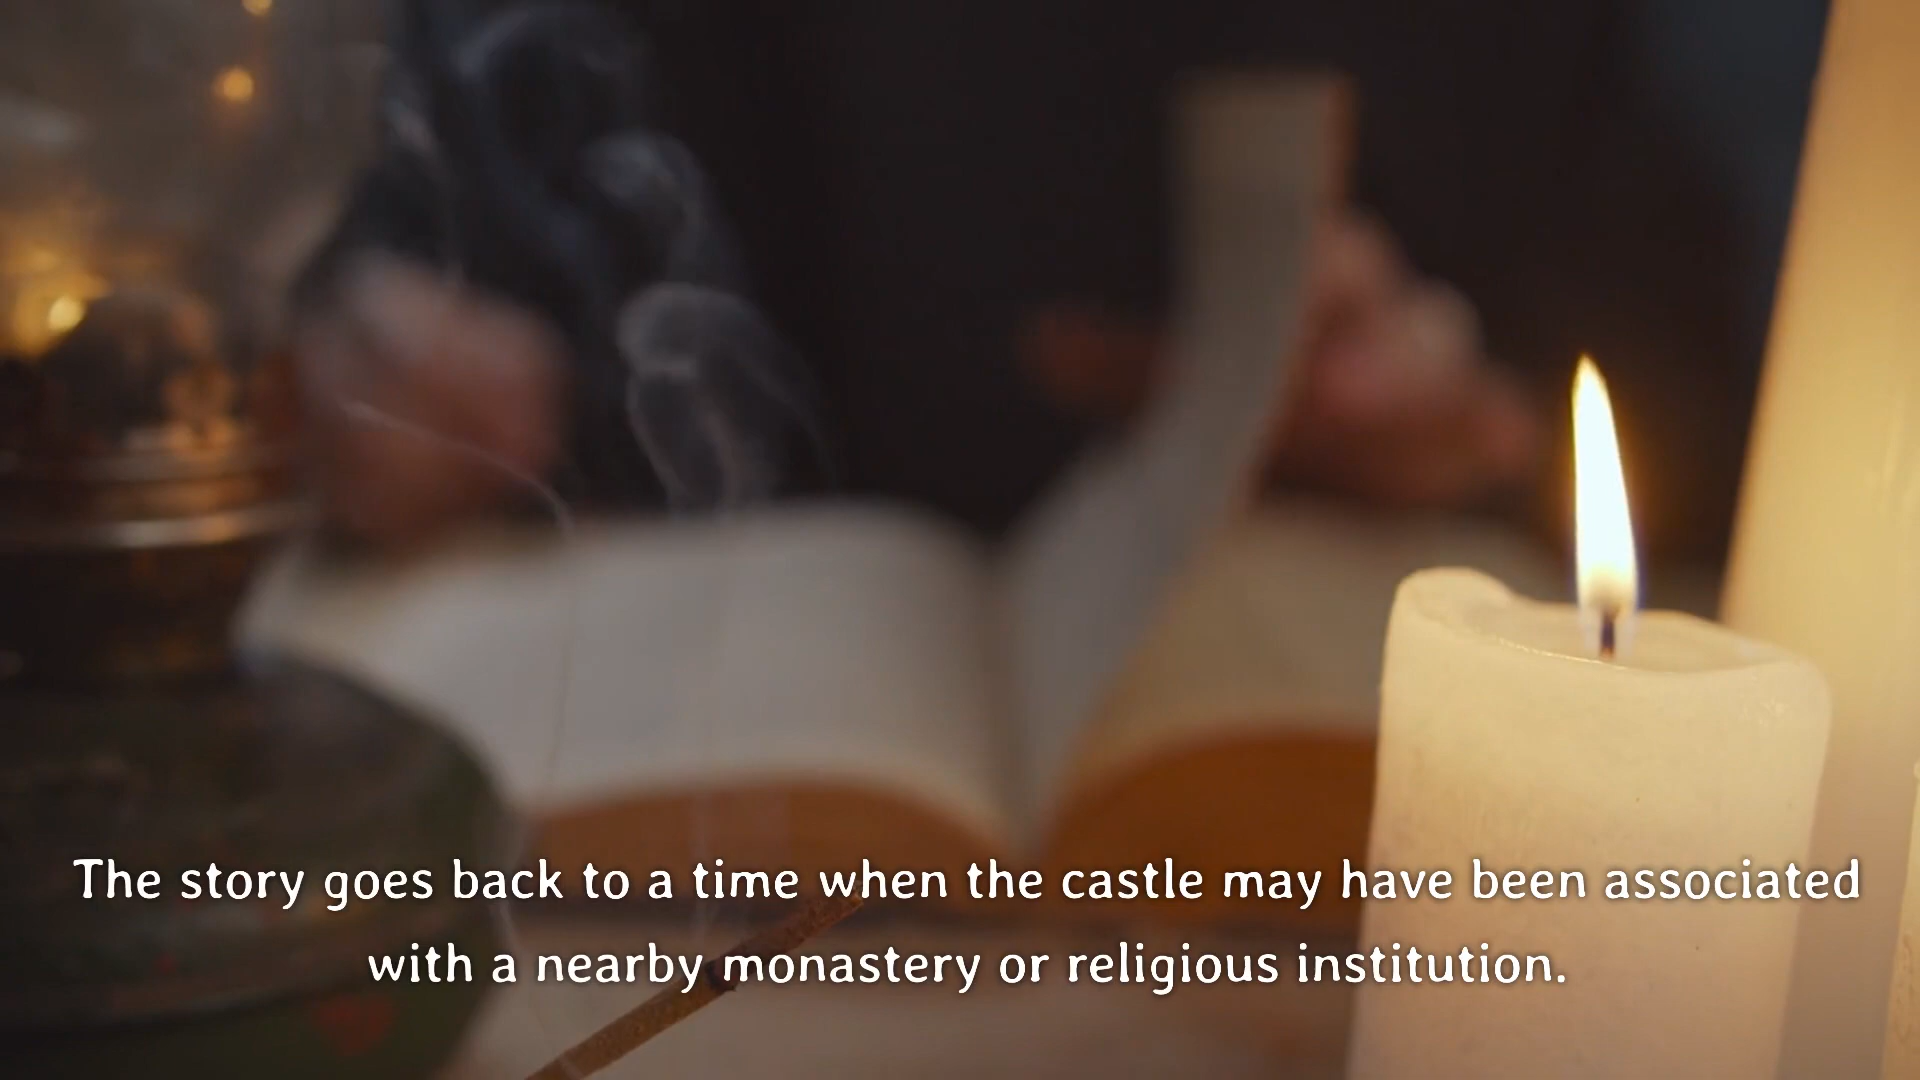 The story goes back to a time when the castle may have been associated
with a nearby monastery or religious institution.